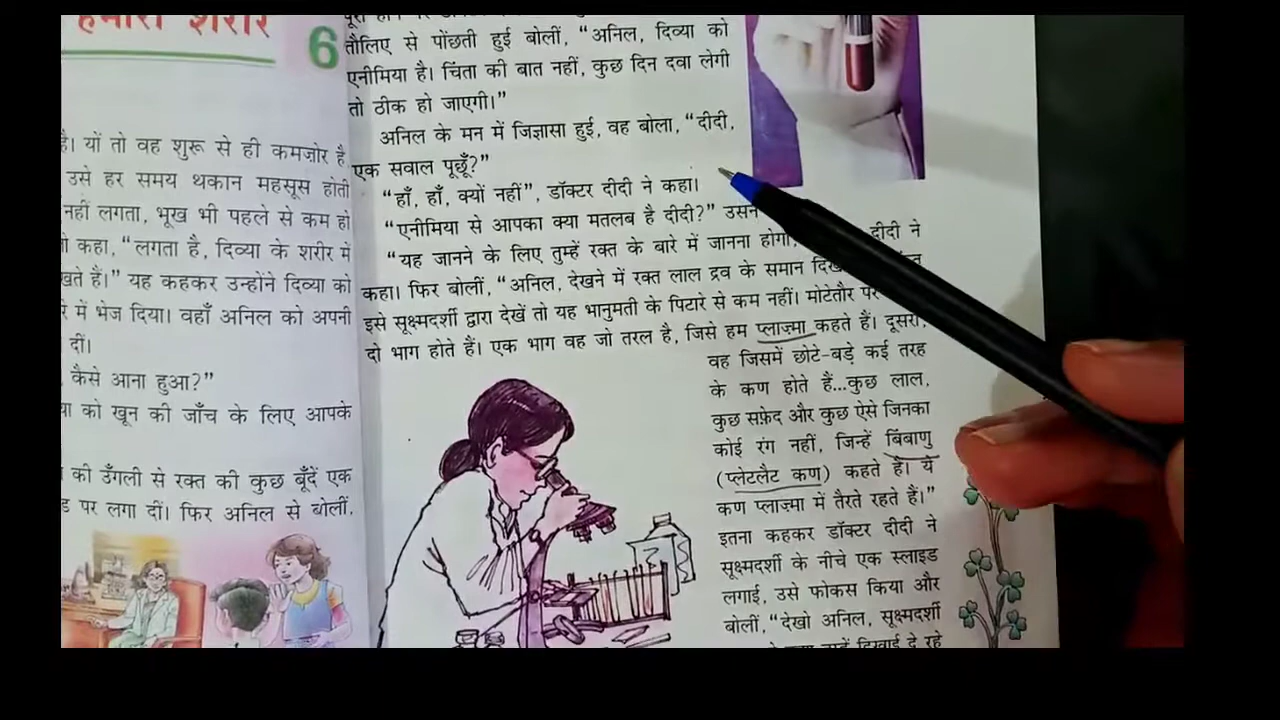 हमारा शरीर
6
है। यों तो वह शुरू से ही कमज़ोर है,
उसे हर समय थकान महसूस होती
नहीं लगता, भूख भी पहले से कम हो
कहा, “लगता है, दिव्या के शरीर में
यह कहकर उन्होंने दिव्या को
में भेज दिया। वहाँ अनिल को अपनी
दीं।
कैसे आना हुआ?”
को खून की जाँच के लिए आपके
की उँगली से रक्त की कुछ बूँदें एक
पर लगा दीं। फिर अनिल से बोलीं,
तौलिए से पोंछती हुई बोलीं, “अनिल, दिव्या को
एनीमिया है। चिंता की बात नहीं, कुछ दिन दवा लेगी
तो ठीक हो जाएगी।”
अनिल के मन में जिज्ञासा हुई, वह बोला, “दीदी,
एक सवाल पूछूँ?”
“हाँ, हाँ, क्यों नहीं”, डॉक्टर दीदी ने कहा।
“एनीमिया से आपका क्या मतलब है दीदी?” उसने
“यह जानने के लिए तुम्हें रक्त के बारे में जानना होगा, दीदी ने
कहा। फिर बोलीं, “अनिल, देखने में रक्त लाल द्रव के समान
इसे सूक्ष्मदर्शी द्वारा देखें तो यह भानुमती के पिटारे से कम नहीं। मोटेतौर पर
दो भाग होते हैं। एक भाग वह जो तरल है, जिसे हम प्लाज़्मा कहते हैं। दूसरा,
वह जिसमें छोटे-बड़े कई तरह
के कण होते हैं...कुछ लाल,
कुछ सफ़ेद और कुछ ऐसे जिनका
कोई रंग नहीं, जिन्हें बिंबाणु
(प्लेटलैट कण) कहते हैं। ये
कण प्लाज़्मा में तैरते रहते हैं।”
इतना कहकर डॉक्टर दीदी ने
सूक्ष्मदर्शी के नीचे एक स्लाइड
लगाई, उसे फोकस किया और
बोलीं, “देखो अनिल, सूक्ष्मदर्शी
दिखाई दे रहे